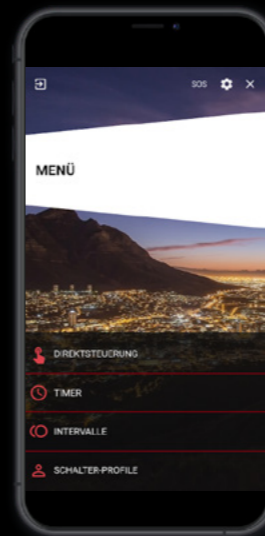 SOS
MENÜ
DIREKTSTEUERUNG
TIMER
INTERVALLE
SCHALTER-PROFILE